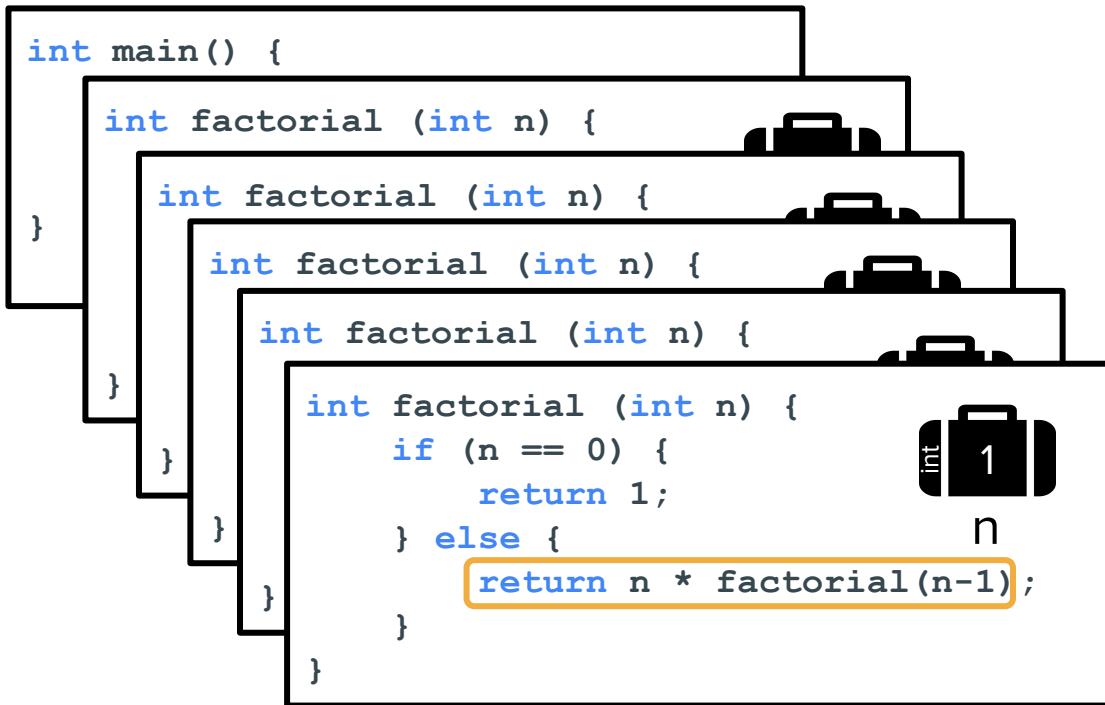 int main() {
int factorial (int n) {
int factorial (int n) {
}
int factorial (int n) {
int factorial (int n) {
}
int factorial (int n) {
if (n == 0) {
int
1
}
return 1;
}
} else {
n
return n * factorial(n-1);
}
}
}